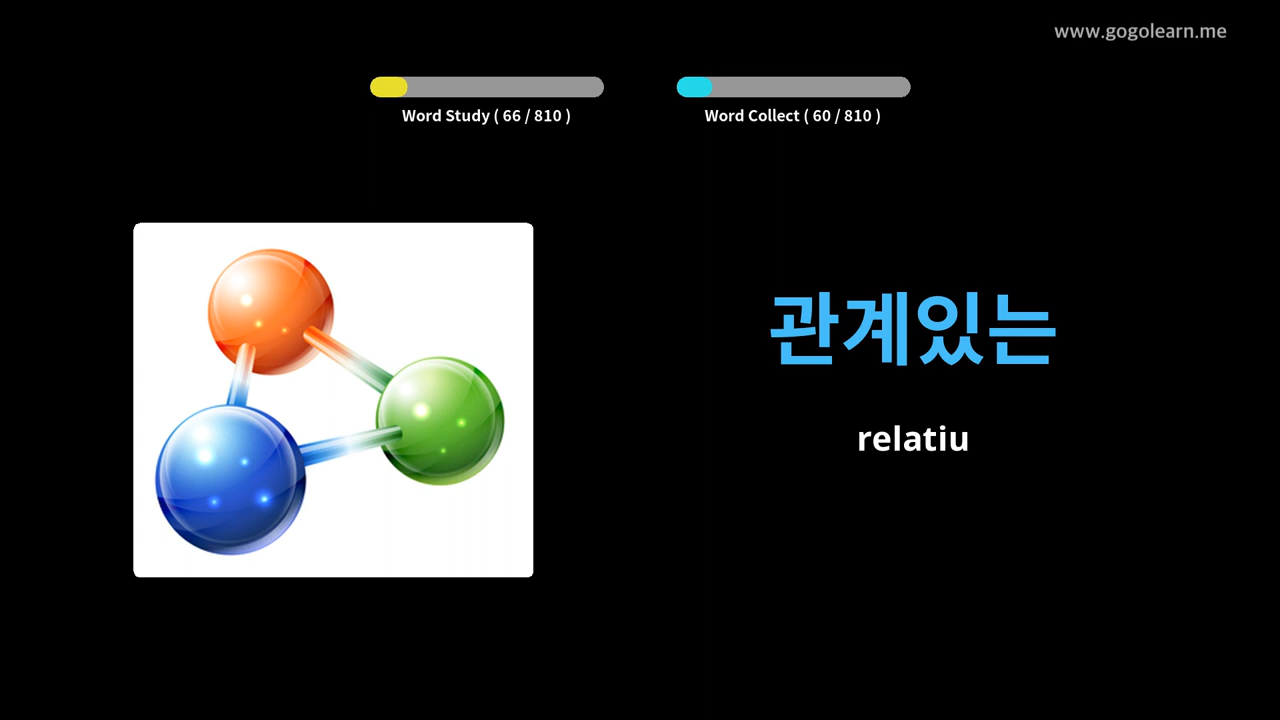 www.gogolearn.me
Word Study ( 66 / 810 )
Word Collect ( 60 / 810 )
관계있는
relatiu